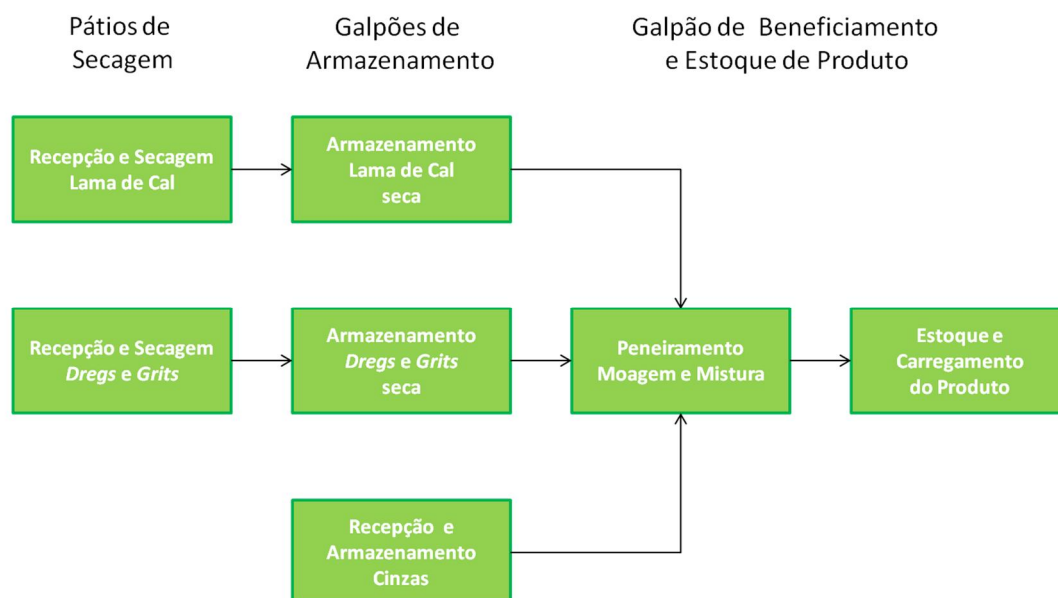 Pátios de
Secagem
Galpões de
Armazenamento
Galpão de Beneficiamento
e Estoque de Produto
Recepção e Secagem
Lama de Cal
Armazenamento
Lama de Cal
seca
Recepção e Secagem
Dregs e Grits
Armazenamento
Dregs e Grits
seca
Peneiramento
Moagem e Mistura
Estoque e
Carregamento
do Produto
Recepção e
Armazenamento
Cinzas